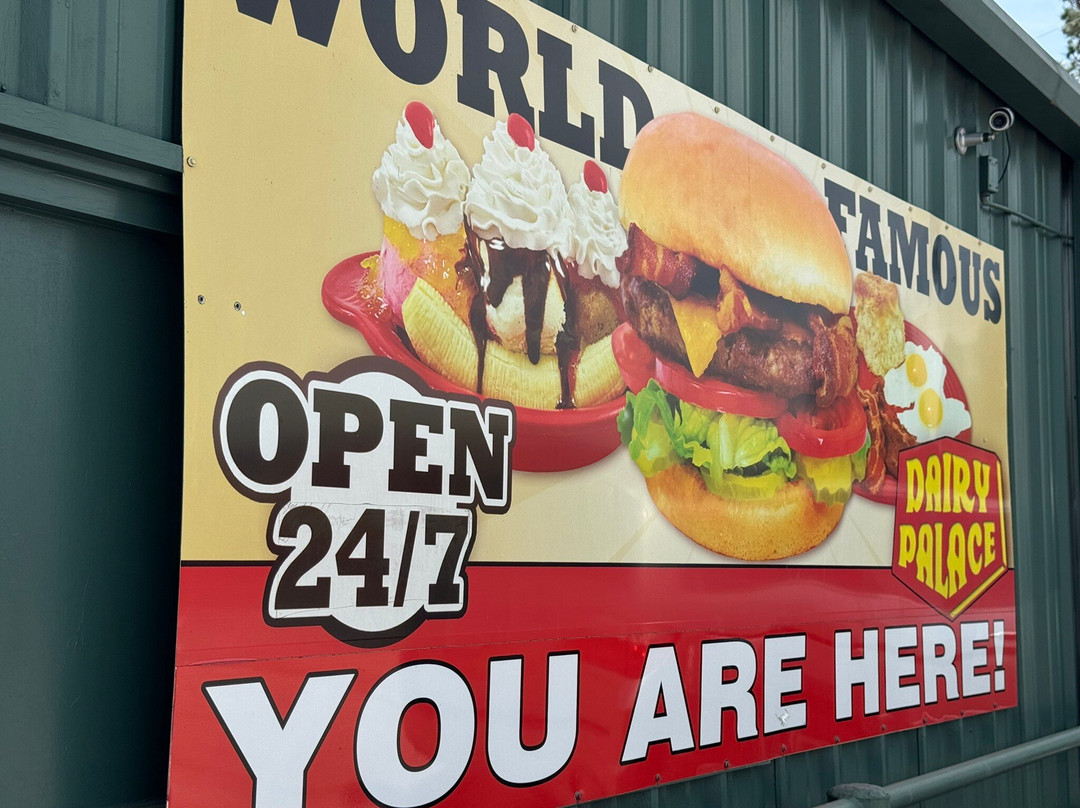 WORLD FAMOUS
OPEN
24/7
DAIRY
PALACE
YOU ARE HERE!